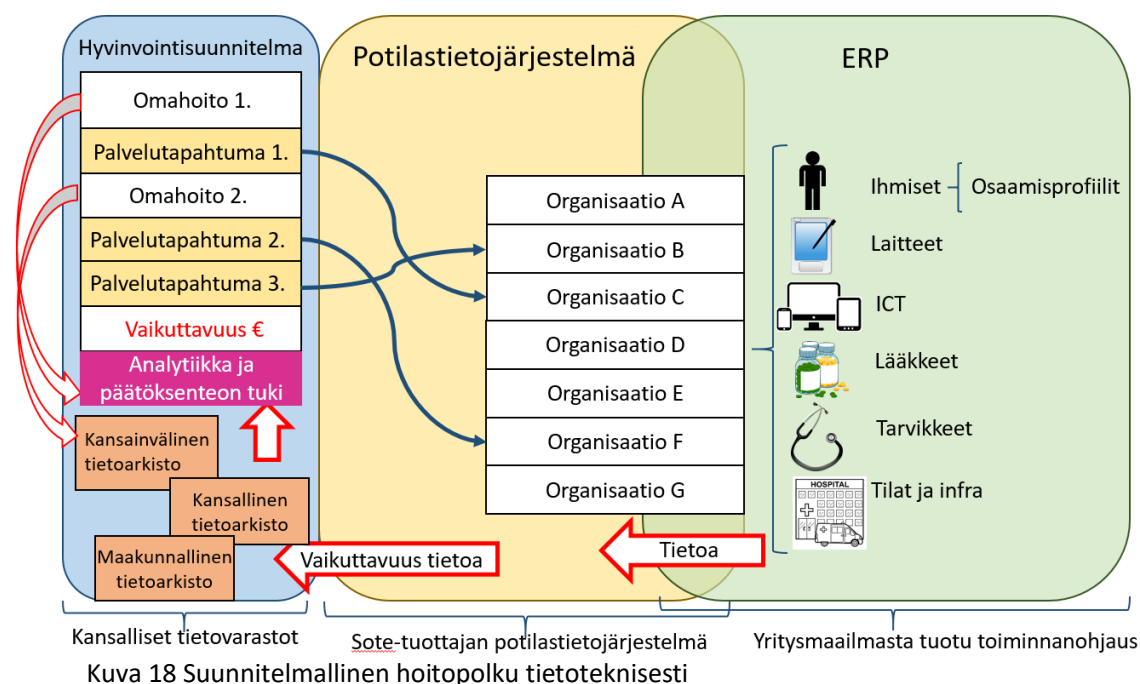 Hyvinvointisuunnitelma
Omahoito 1.
Palvelutapahtuma 1.
Omahoito 2.
Palvelutapahtuma 2.
Palvelutapahtuma 3.
Vaikuttavuus €
Analytiikka ja
päätöksenteon tuki
Kansainvälinen
tietoarkisto
Kansallinen
tietoarkisto
Maakunnallinen
tietoarkisto
Potilastietojärjestelmä
Organisaatio A
Organisaatio B
Organisaatio C
Organisaatio D
Organisaatio E
Organisaatio F
Organisaatio G
Vaikuttavuus tietoa
Tietoa
ERP
Ihmiset
Osaamisprofiilit
Laitteet
ICT
Lääkkeet
Tarvikkeet
HOSPITAL
Tilat ja infra
Kansalliset tietovarastot
Sote-tuottajan potilastietojärjestelmä
Yritysmaailmasta tuotu toiminnanohjaus
Kuva 18 Suunnitelmallinen hoitopolku tietoteknisesti